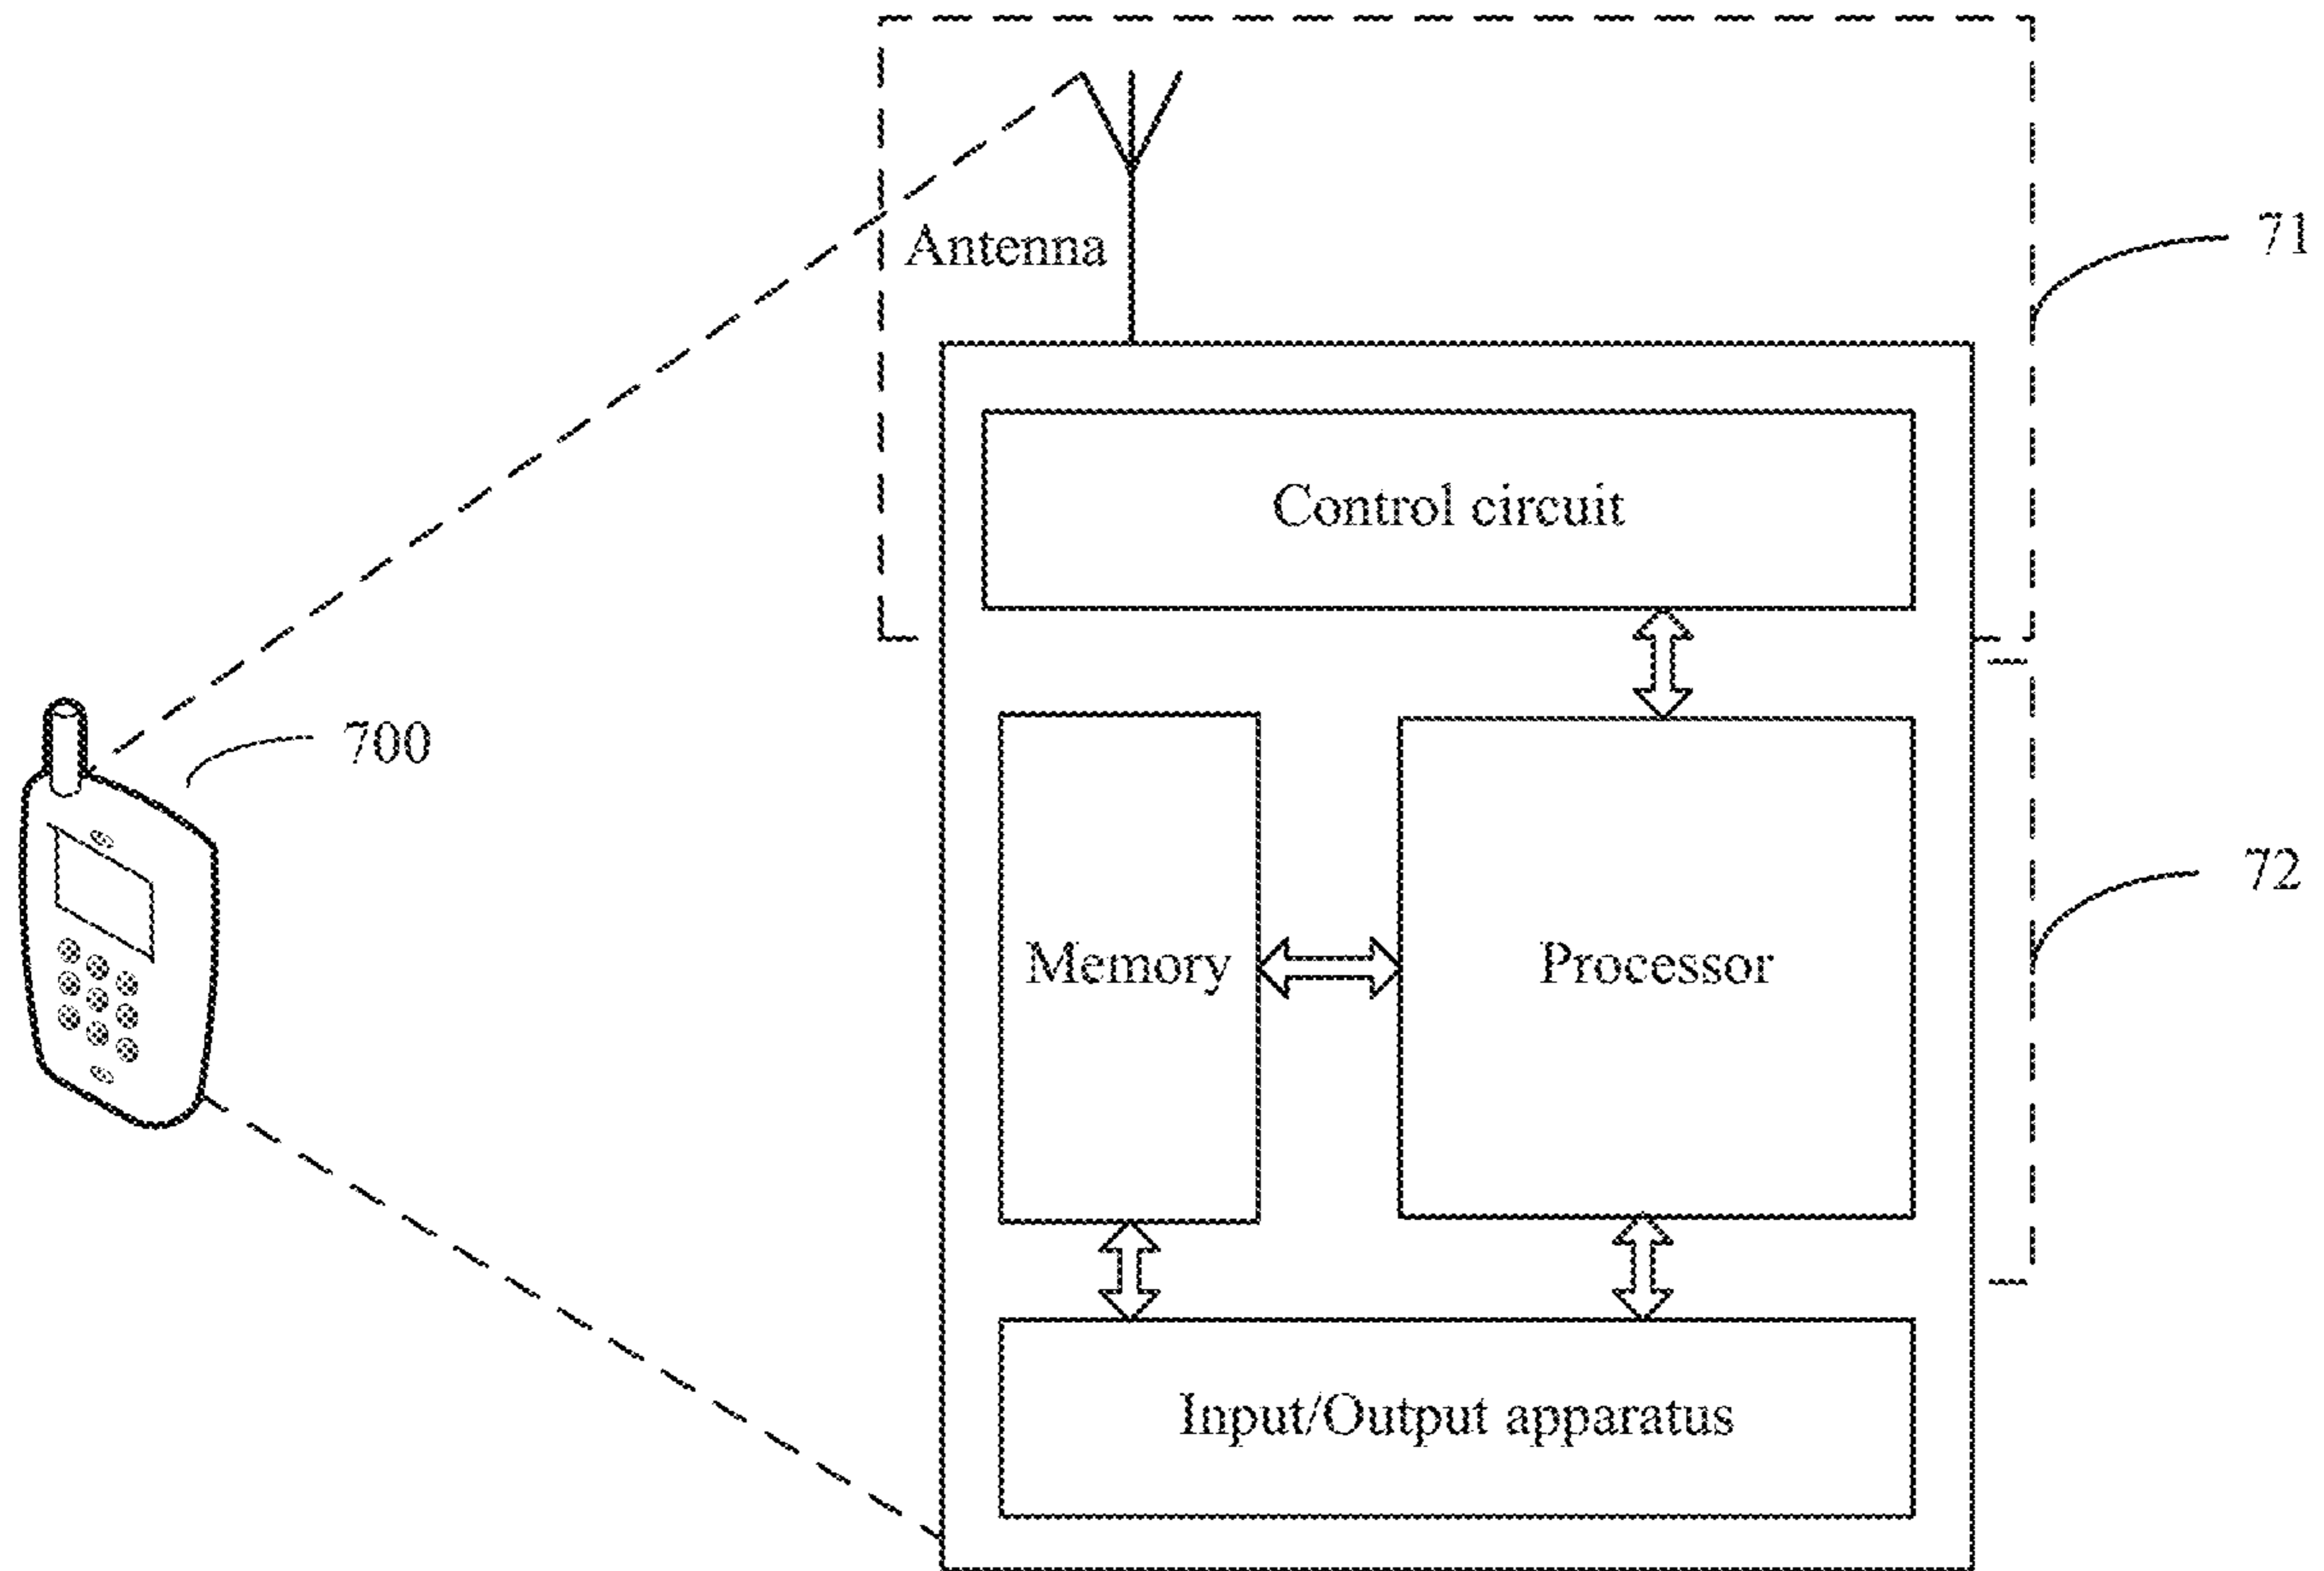 Antenna
71
Control circuit
700
72
Memory
Processor
Input/Output apparatus